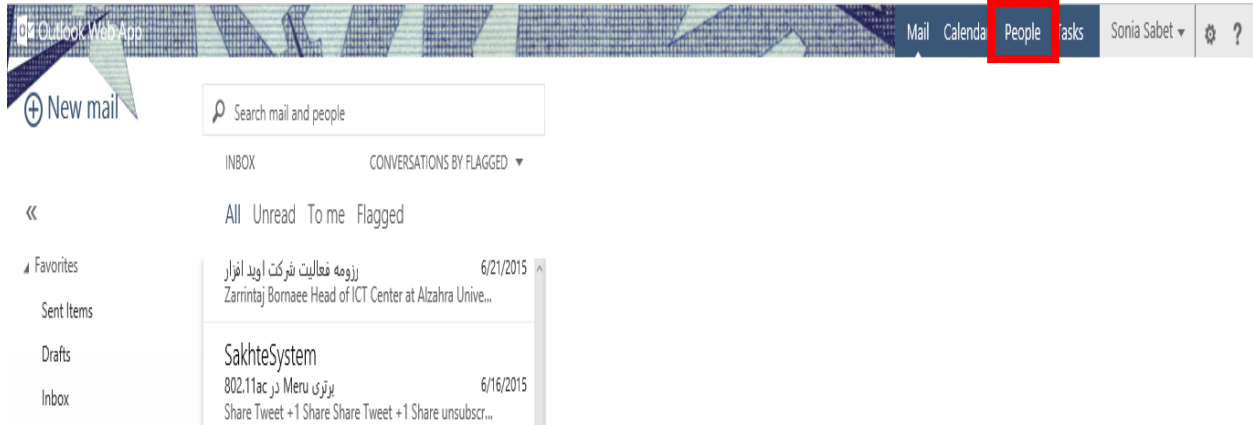 Outlook Web App
Mail Calendar People Tasks Sonia Sabet
New mail
Search mail and people
INBOX CONVERSATIONS BY FLAGGED
All Unread To me Flagged
Favorites
Sent Items
Drafts
Inbox
رزومه فعالیت شرکت اوید افزار 6/21/2015
Zarrintaj Bornaee Head of ICT Center at Alzahra Unive...
SakhteSystem
برتری Meru در 802.11ac 6/16/2015
Share Tweet +1 Share Share Tweet +1 Share unsubscr...